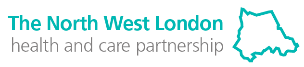 The North West London
health and care partnership